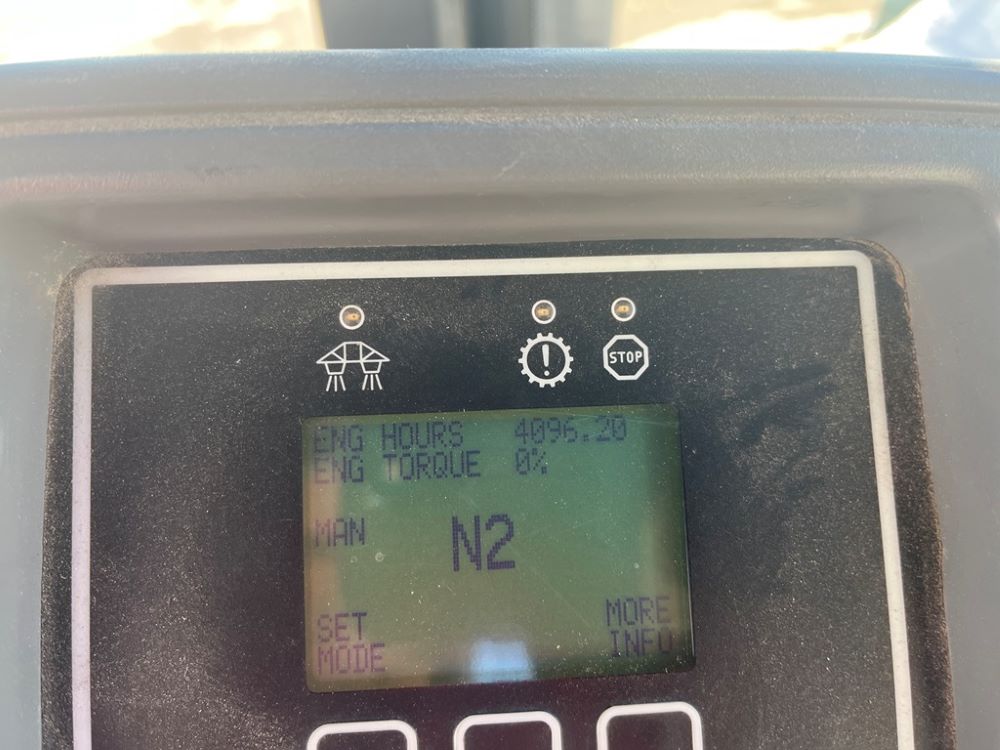 STOP
ENG HOURS 4096.20
ENG TORQUE 0%
MAN N2
SET MODE
MORE INFO